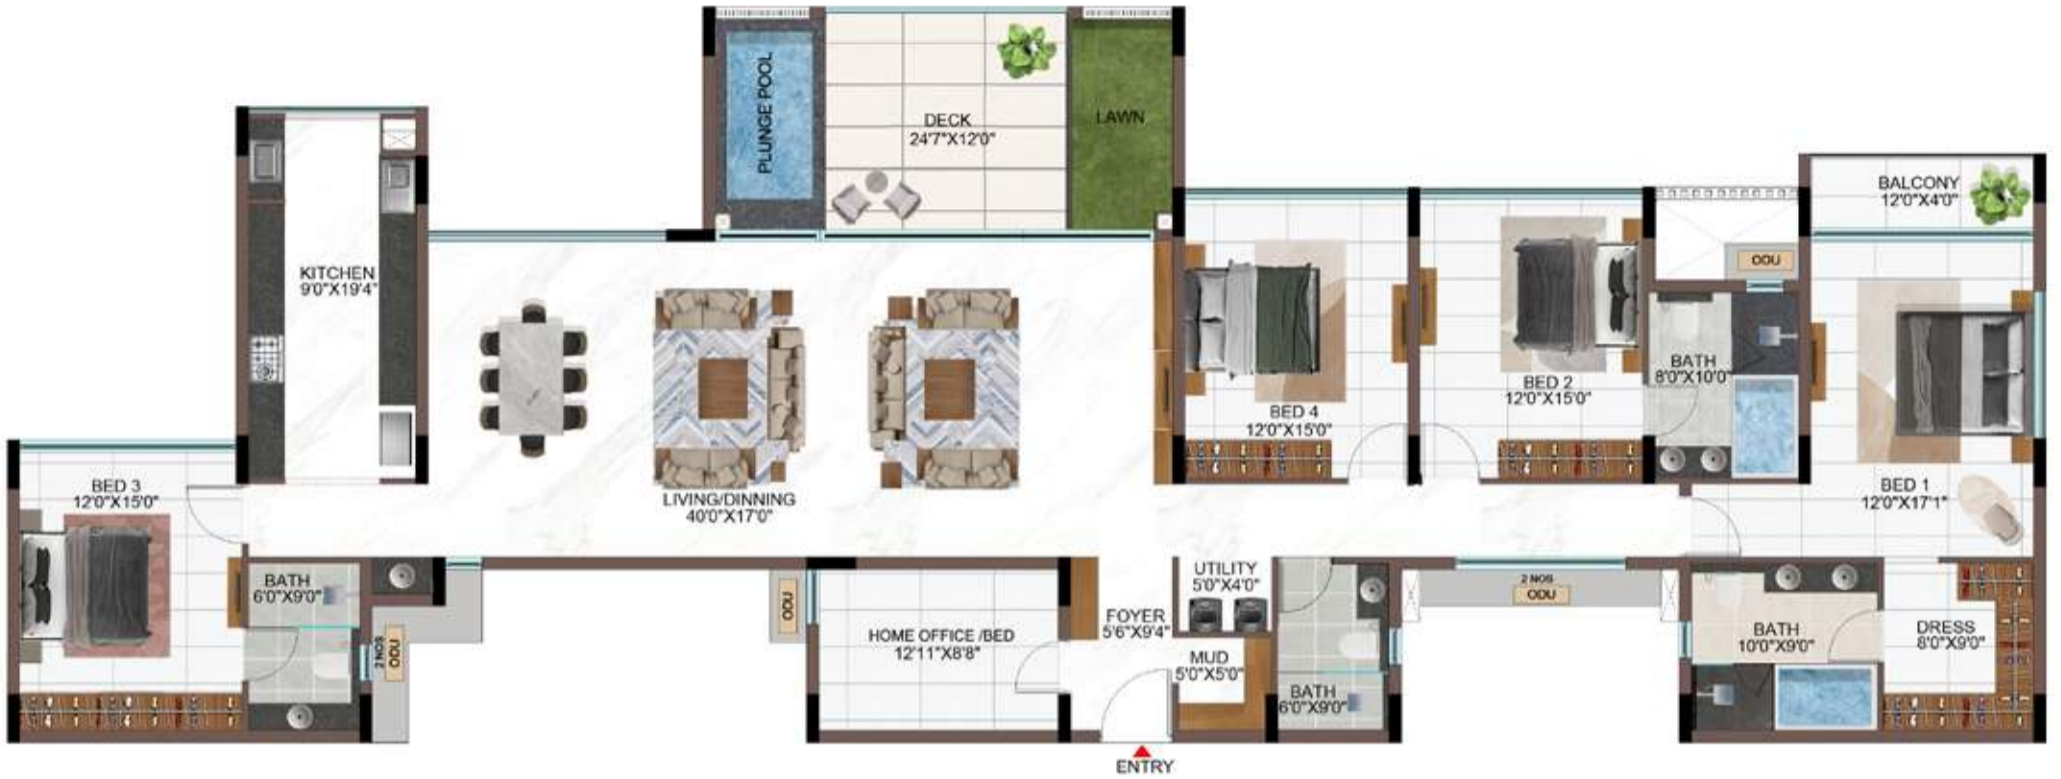 PLUNGE POOL
DECK
24'7"X12'0"
LAWN
BALCONY
12'0"X4'0"
KITCHEN
9'0"X19'4"
ODU
BATH
8'0"X10'0"
BED 2
12'0"X15'0"
BED 4
12'0"X15'0"
BED 3
12'0"X15'0"
BED 1
12'0"X17'1"
LIVING/DINNING
40'0"X17'0"
BATH
6'0"X9'0"
2 NOS
ODU
ODU
HOME OFFICE /BED
12'11"X8'8"
FOYER
5'6"X9'4"
UTILITY
5'0"X4'0"
MUD
5'0"X5'0"
BATH
6'0"X9'0"
2 NOS
ODU
BATH
10'0"X9'0"
DRESS
8'0"X9'0"
ENTRY